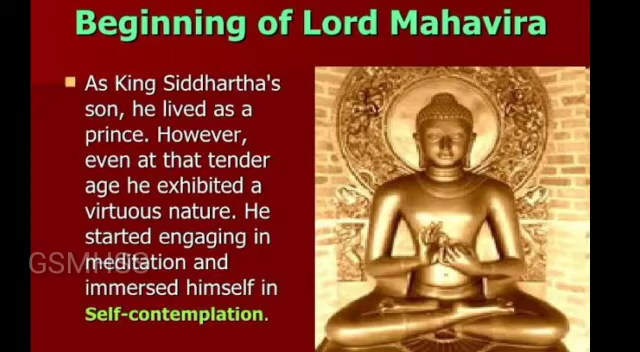 Beginning of Lord Mahavira
As King Siddhartha's
son, he lived as a
prince. However,
even at that tender
age he exhibited a
virtuous nature. He
started engaging in
meditation and
immersed himself in
Self-contemplation.